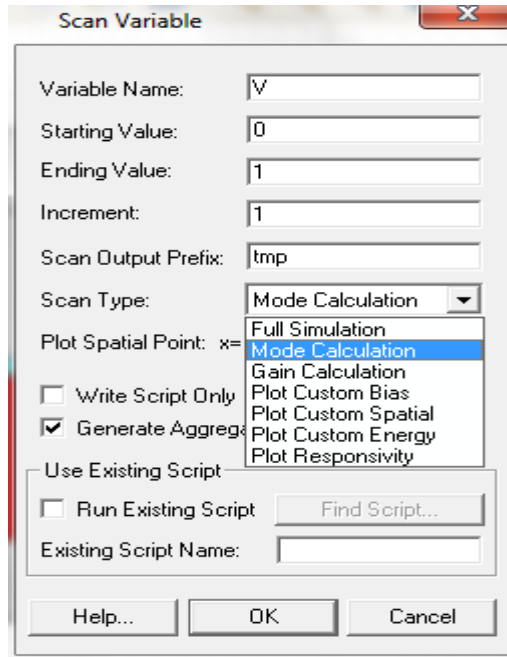 Scan Variable
Variable Name: V
Starting Value: 0
Ending Value: 1
Increment: 1
Scan Output Prefix: tmp
Scan Type: Mode Calculation
Full Simulation
Plot Spatial Point: x=
Mode Calculation
Gain Calculation
Write Script Only
Plot Custom Bias
Plot Custom Spatial
Generate Aggrega
Plot Custom Energy
Plot Responsivity
Use Existing Script
Run Existing Script Find Script...
Existing Script Name:
Help... OK Cancel